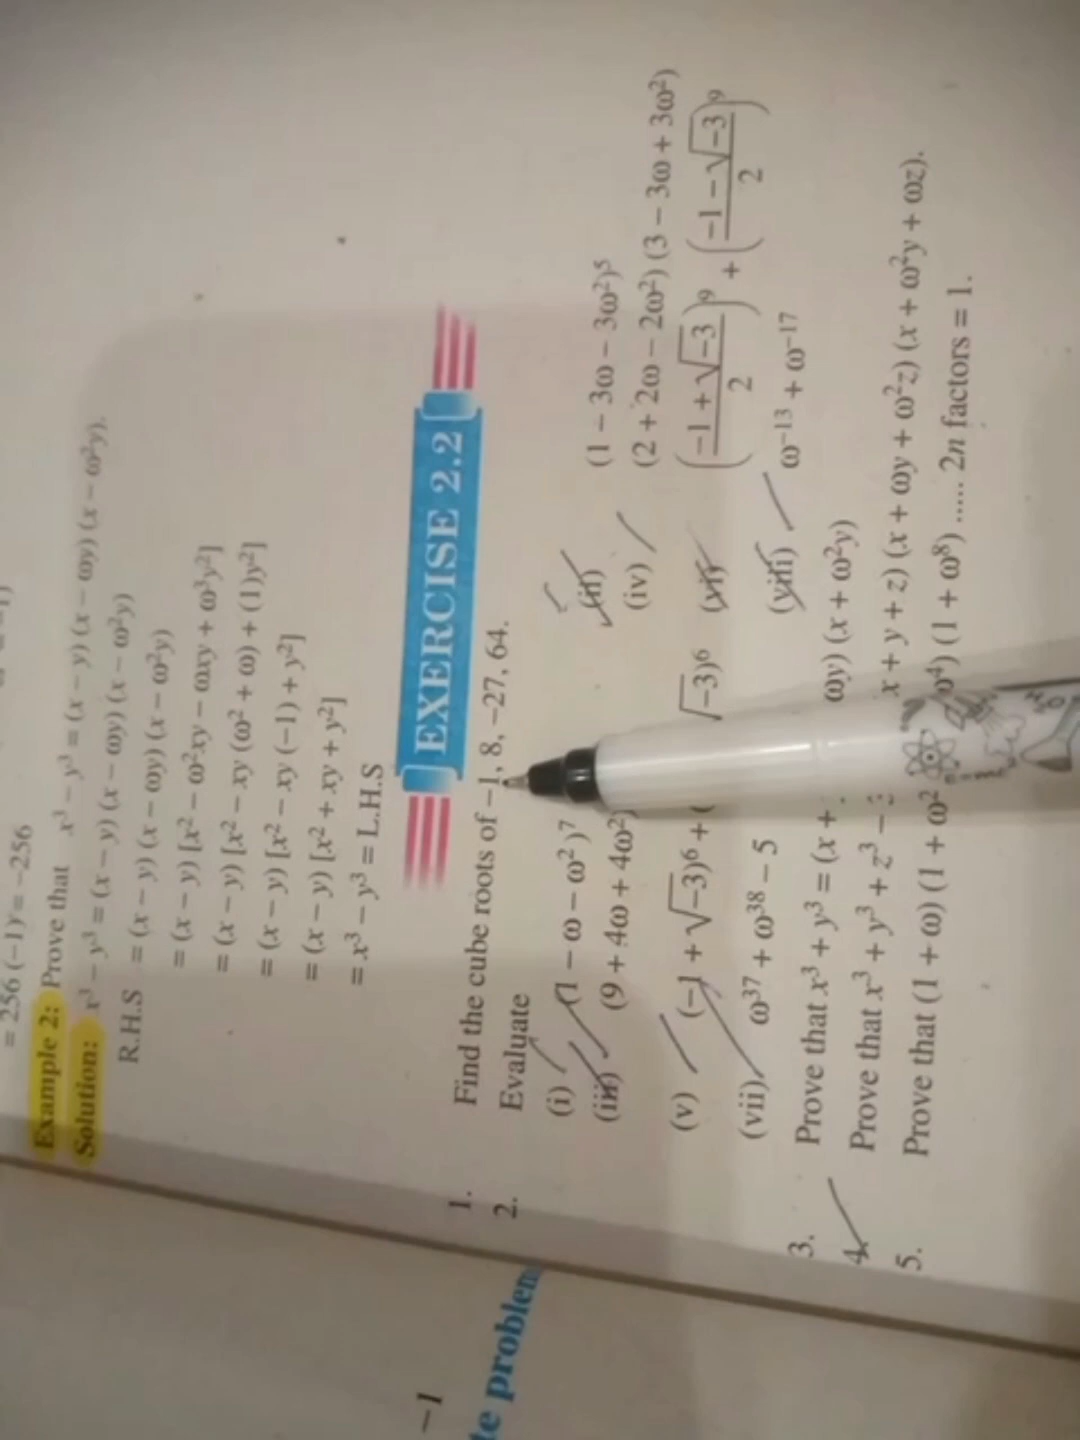 = 256 (−1) = −256
Example 2: Prove that x³ − y³ = (x − y) (x − ωy) (x − ω²y).
Solution: x³ − y³ = (x − y) (x − ωy) (x − ω²y)
R.H.S = (x − y) (x − ωy) (x − ω²y)
= (x − y) [x² − ω²xy − ωxy + ω³y²]
= (x − y) [x² − xy (ω² + ω) + (1)y²]
= (x − y) [x² − xy (−1) + y²]
= (x − y) [x² + xy + y²]
= x³ − y³ = L.H.S
EXERCISE 2.2
1. Find the cube roots of −1, 8, −27, 64.
2. Evaluate
(i) (1 − ω − ω²)⁷ (ii) (1 − 3ω − 3ω²)⁵
(iii) (9 + 4ω + 4ω²) (iv) (2 + 2ω − 2ω²) (3 − 3ω + 3ω²)
(v) (−1 + √−3)⁶ + ( √−3)⁶ (vi) ((−1 + √−3)/2)⁹ + ((−1 − √−3)/2)⁹
(vii) ω³⁷ + ω³⁸ − 5 (viii) ω⁻¹³ + ω⁻¹⁷
3. Prove that x³ + y³ = (x + ωy) (x + ω²y)
4. Prove that x³ + y³ + z³ − x + y + z) (x + ωy + ω²z) (x + ω²y + ωz).
5. Prove that (1 + ω) (1 + ω² ω⁴) (1 + ω⁸) ..... 2n factors = 1.
−1
te problem